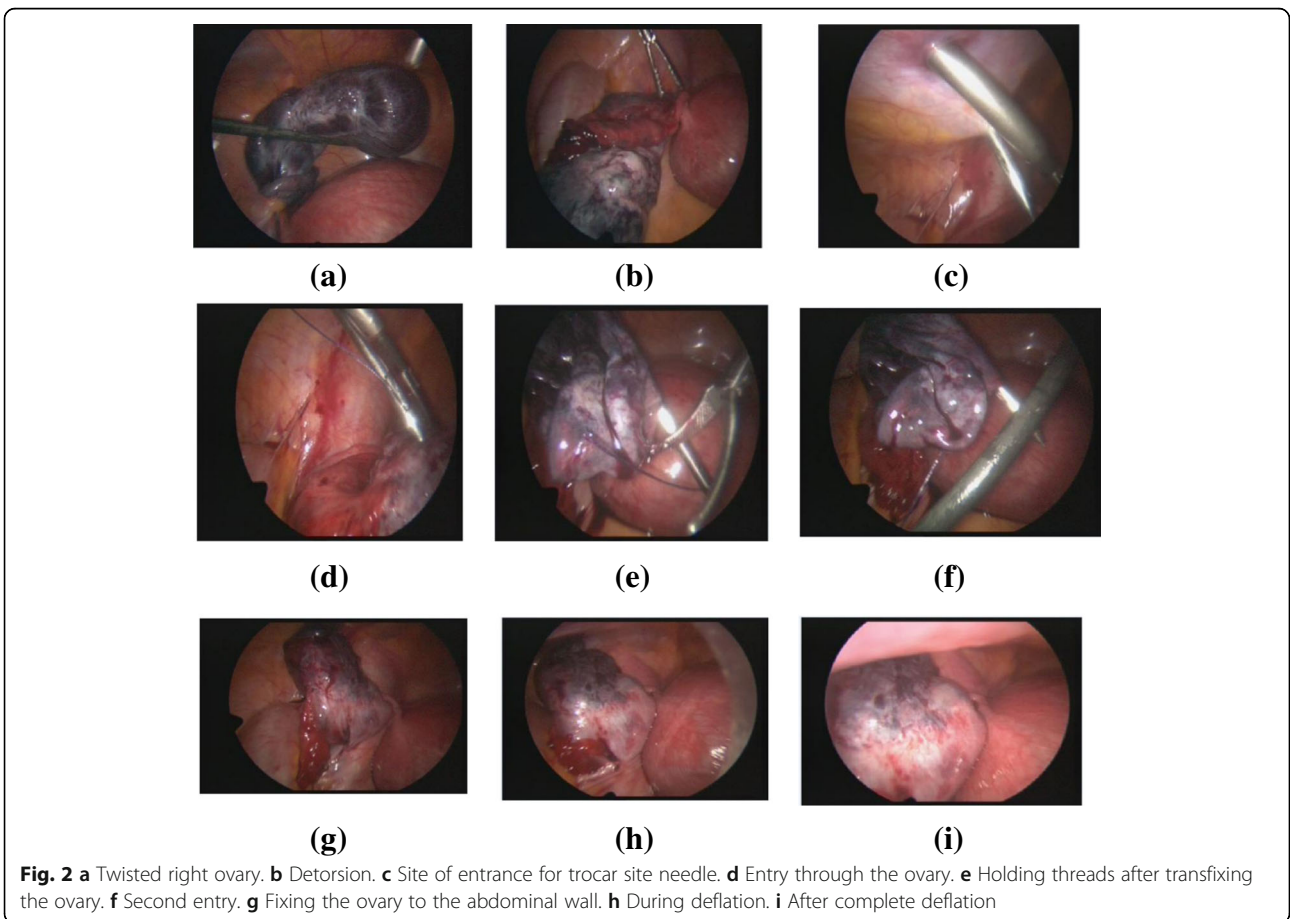 (a) (b) (c)
(d) (e) (f)
(g) (h) (i)
Fig. 2 a Twisted right ovary. b Detorsion. c Site of entrance for trocar site needle. d Entry through the ovary. e Holding threads after transfixing
the ovary. f Second entry. g Fixing the ovary to the abdominal wall. h During deflation. i After complete deflation